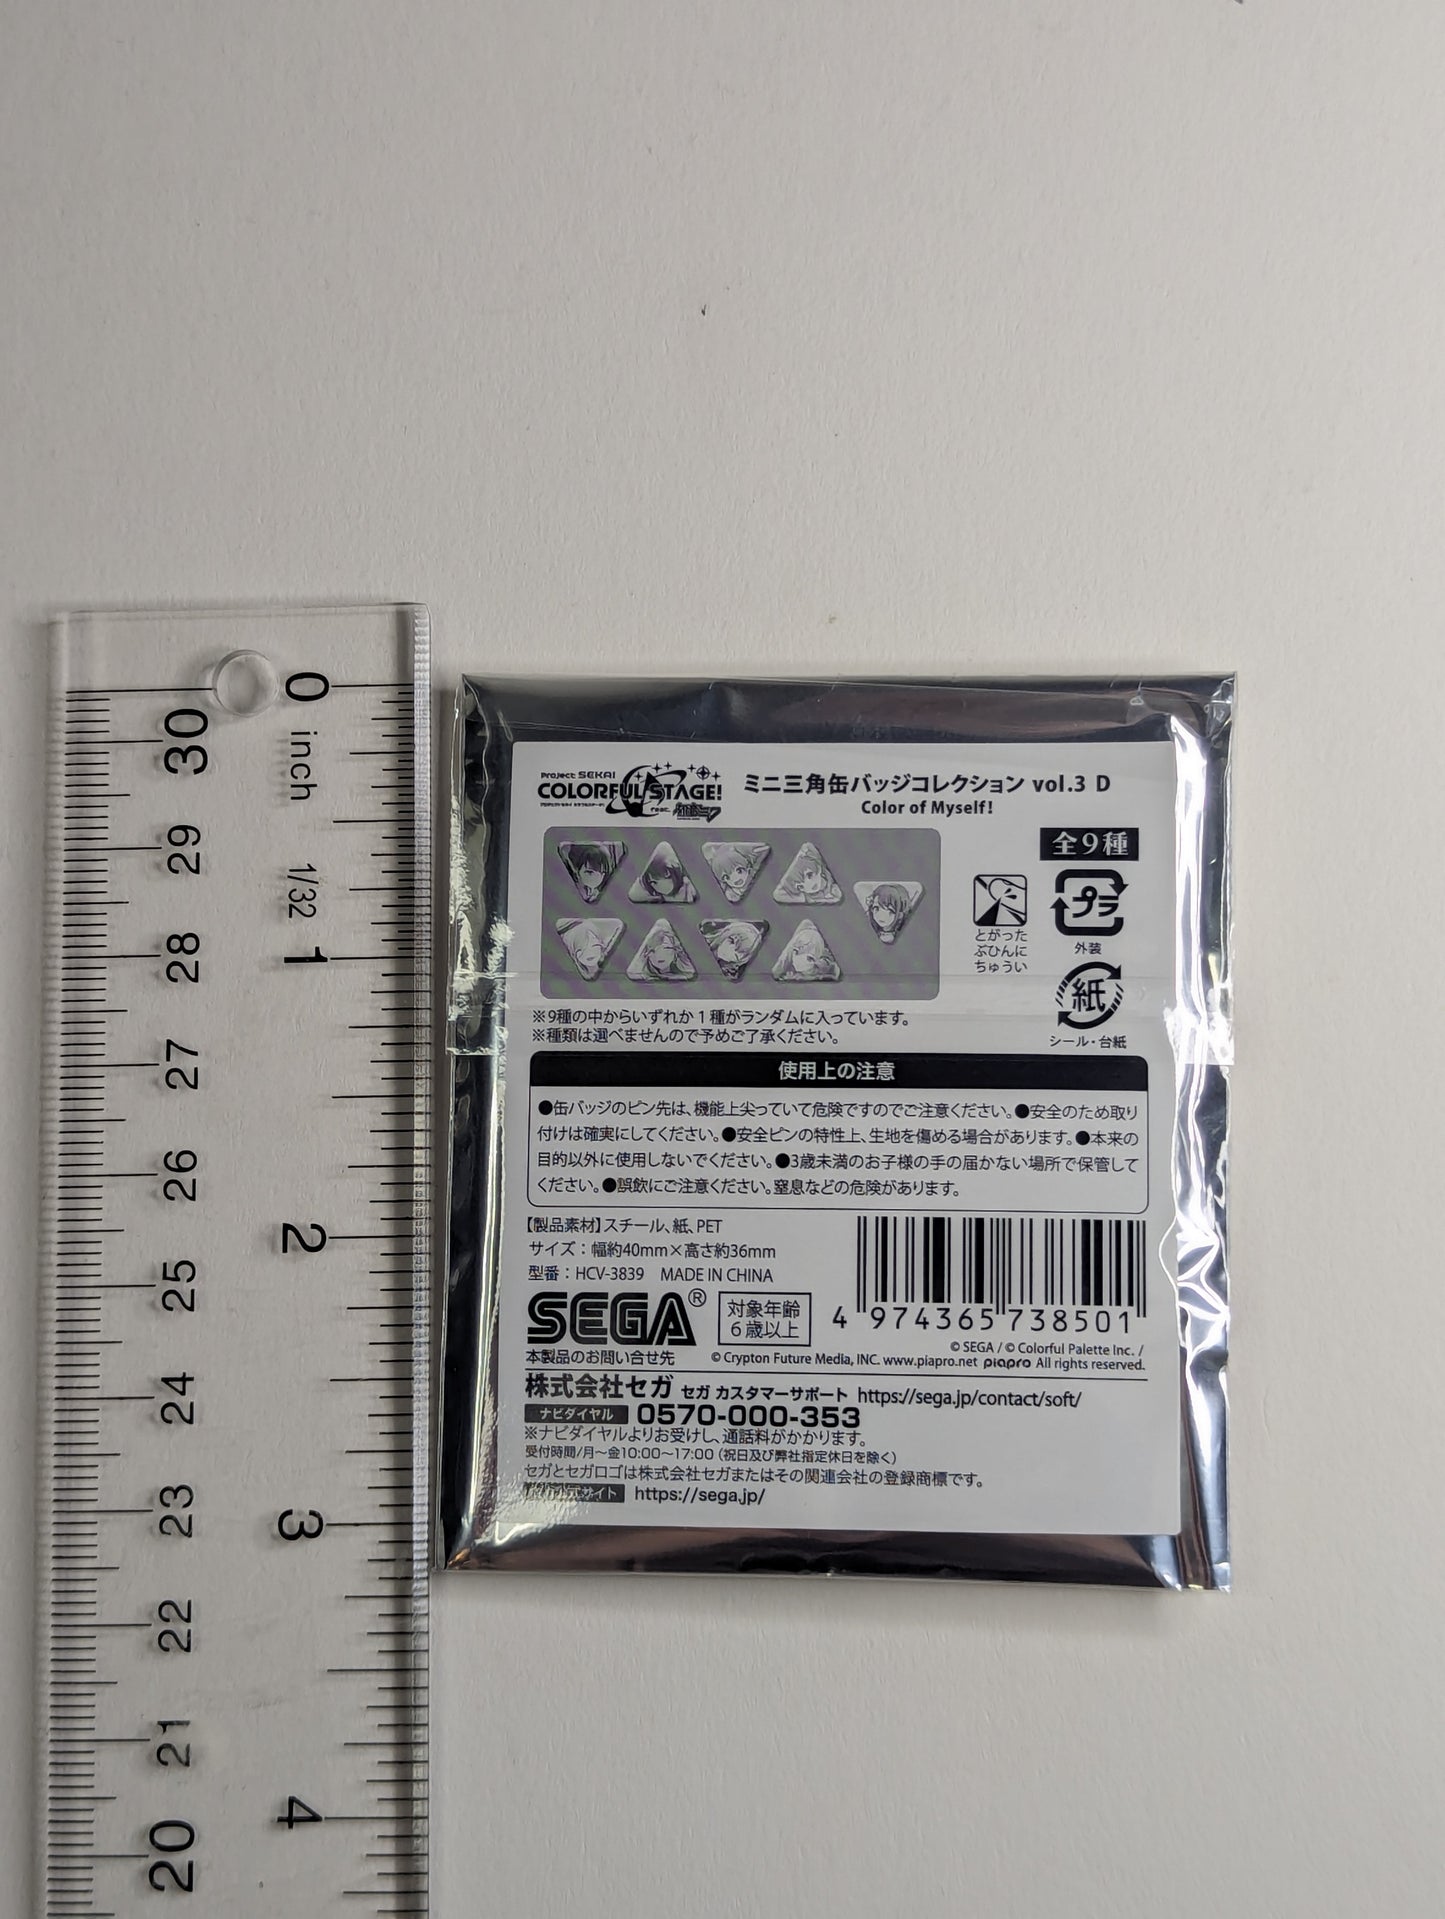 Project SEKAI
COLORFUL STAGE!
feat. 初音ミク
ミニ三角缶バッジコレクション vol.3 D
Color of Myself!
全9種
とがった
ぶひんに
ちゅうい
プラ
外装
紙
シール・台紙
※9種の中からいずれか1種がランダムに入っています。
※種類は選べませんので予めご了承ください。
使用上の注意
●缶バッジのピン先は、機能上尖っていて危険ですのでご注意ください。●安全のため取り
付けは確実にしてください。●安全ピンの特性上、生地を傷める場合があります。●本来の
目的以外に使用しないでください。●3歳未満のお子様の手の届かない場所で保管して
ください。●誤飲にご注意ください。窒息などの危険があります。
【製品素材】スチール、紙、PET
サイズ：幅約40mm×高さ約36mm
型番：HCV-3839 MADE IN CHINA
SEGA®
対象年齢
6歳以上
4 974365 738501
© SEGA / © Colorful Palette Inc. /
© Crypton Future Media, INC. www.piapro.net piapro All rights reserved.
本製品のお問い合せ先
株式会社セガ セガ カスタマーサポート https://sega.jp/contact/soft/
ナビダイヤル 0570-000-353
※ナビダイヤルよりお受けし、通話料がかかります。
受付時間/月～金10:00～17:00（祝日及び弊社指定休日を除く）
セガとセガロゴは株式会社セガまたはその関連会社の登録商標です。
サイト https://sega.jp/
0 inch 1/32 1 2 3 4
30 29 28 27 26 25 24 23 22 21 20